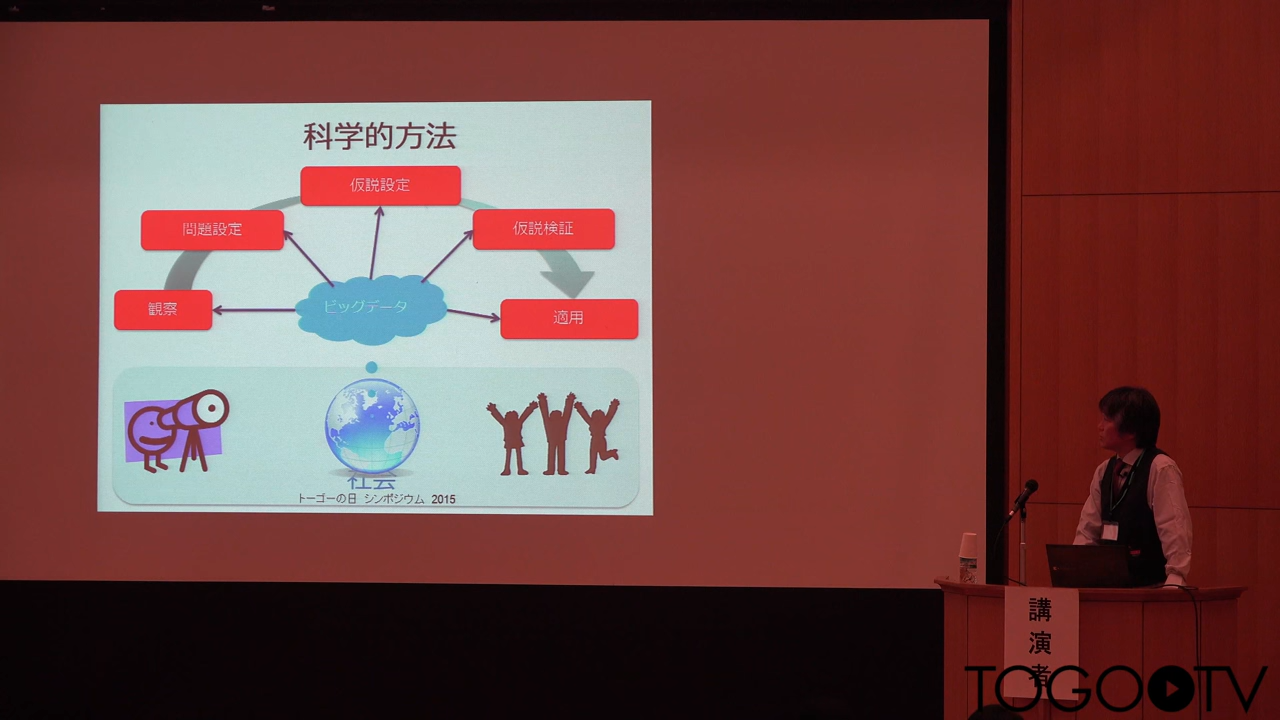 科学的方法
仮説設定
問題設定
仮説検証
観察
ビッグデータ
適用
社会
トーゴーの日 シンポジウム 2015
講演者
TOGOTV